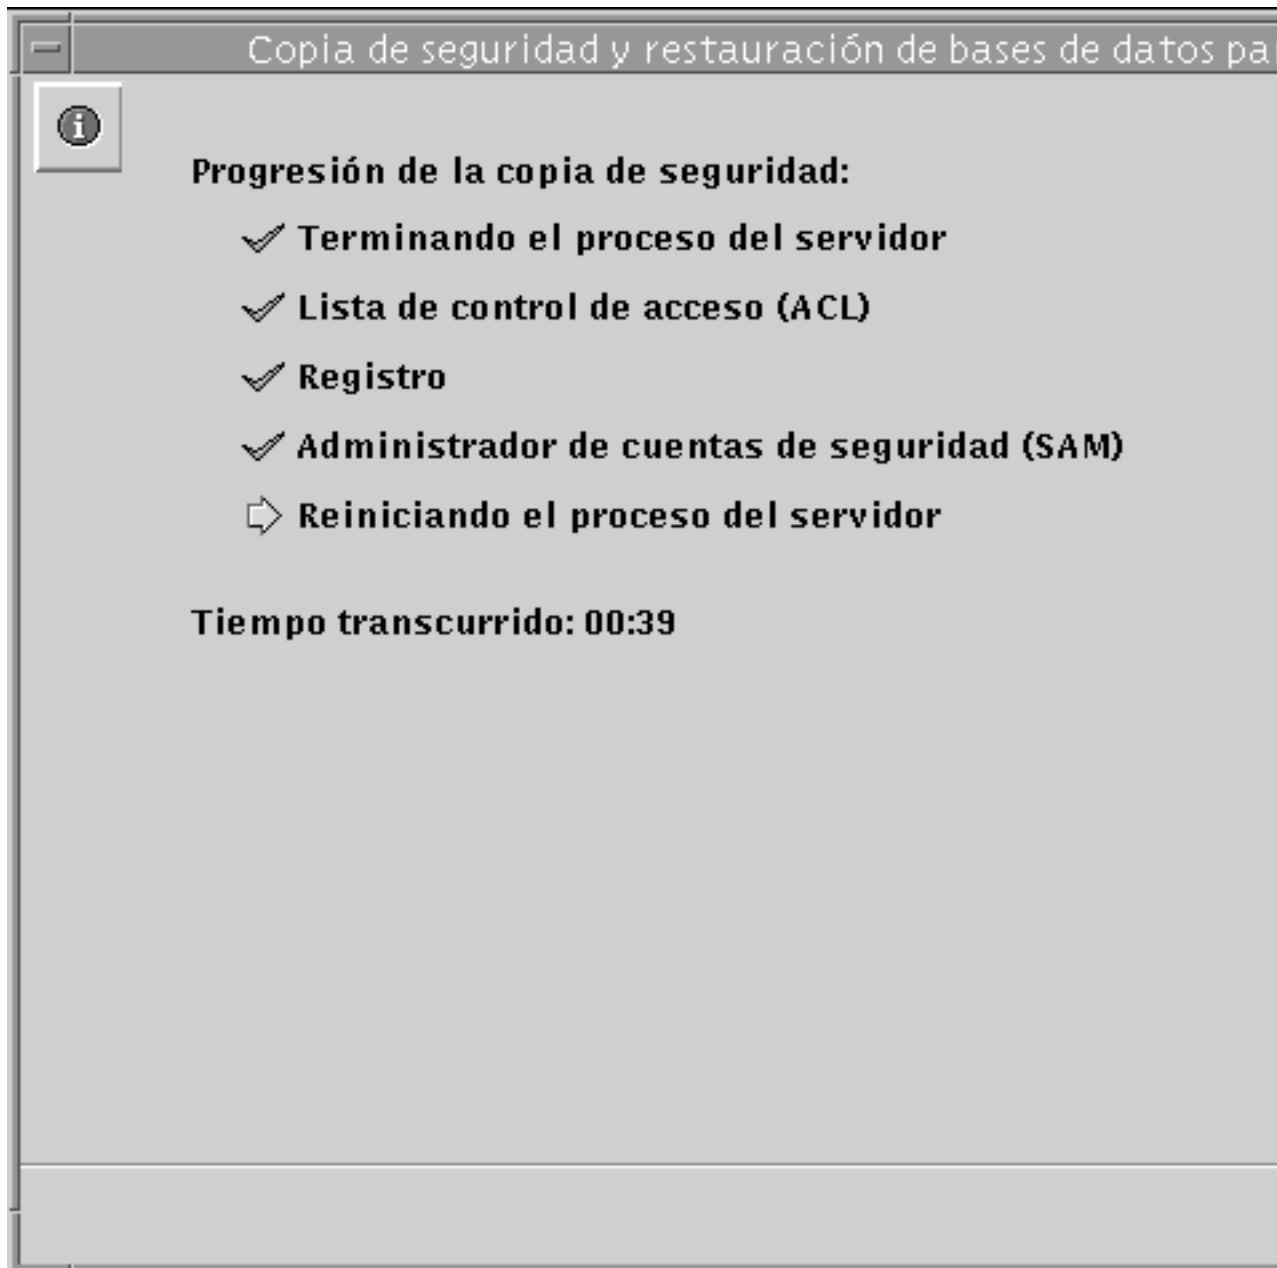 Copia de seguridad y restauración de bases de datos
Progresión de la copia de seguridad:
Terminando el proceso del servidor
Lista de control de acceso (ACL)
Registro
Administrador de cuentas de seguridad (SAM)
Reiniciando el proceso del servidor
Tiempo transcurrido: 00:39